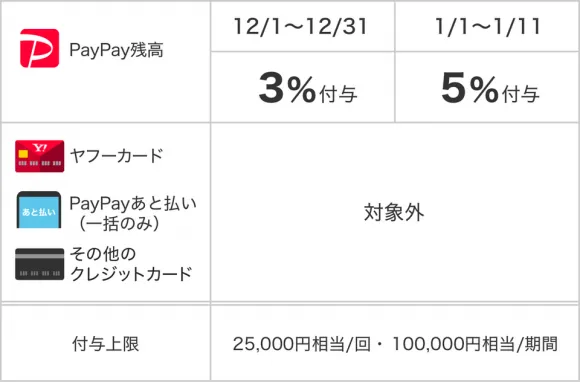 PayPay残高
12/1〜12/31
1/1〜1/11
3%付与
5%付与
Y!
ヤフーカード
あと払い
PayPayあと払い
（一括のみ）
その他の
クレジットカード
対象外
付与上限
25,000円相当/回・100,000円相当/期間